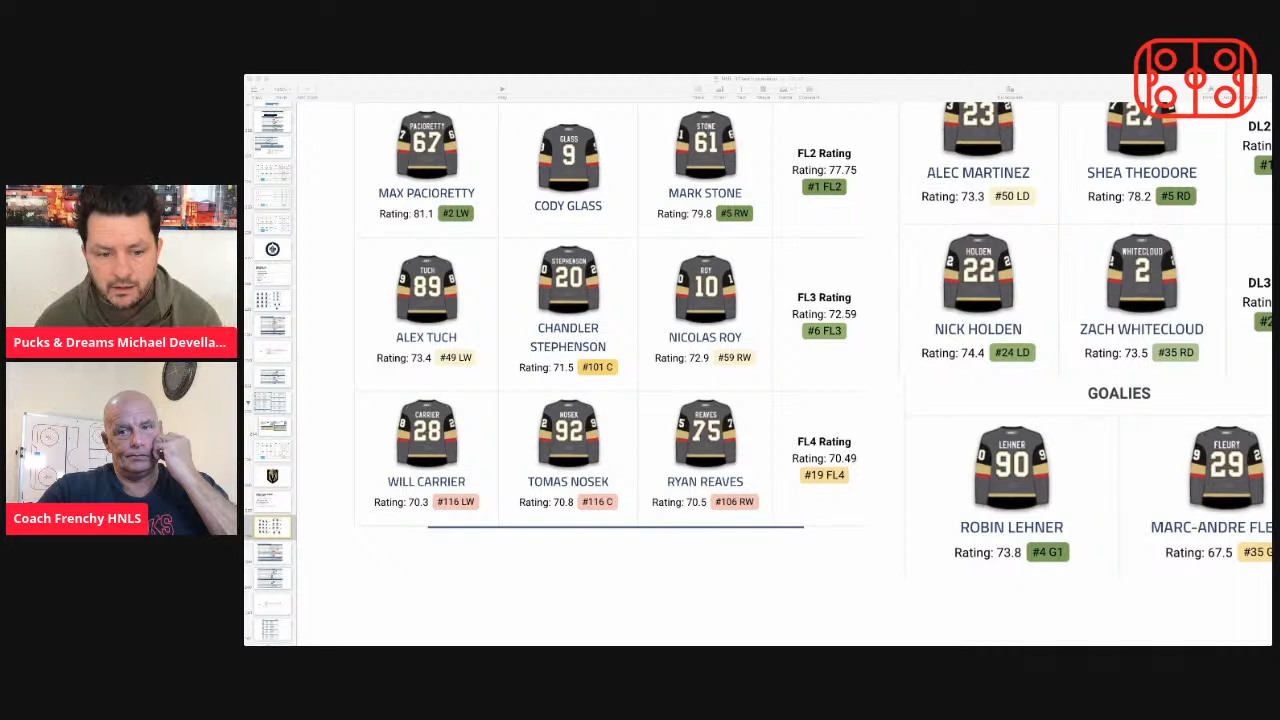 PACIORETTY
67
MAX PACIORETTY
Rating: 81.1 #2 LW
GLASS
9
CODY GLASS
STONE
61
MARK STONE
Rating: 79.8 #5 RW
FL2 Rating
Rating: 77.75
#1 FL2
TUCH
89
ALEX TUCH
Rating: 73.4 #49 LW
STEPHENSON
20
CHANDLER
STEPHENSON
Rating: 71.5 #101 C
ROY
10
NICOLAS ROY
Rating: 72.9 #59 RW
FL3 Rating
Rating: 72.59
#6 FL3
CARRIER
28
WILL CARRIER
Rating: 70.3 #116 LW
NOSEK
92
TOMAS NOSEK
Rating: 70.8 #116 C
REAVES
75
RYAN REAVES
#106 RW
FL4 Rating
Rating: 70.49
#19 FL4
23
ALEC MARTINEZ
Rating: 73.3 #50 LD
27
SHEA THEODORE
Rating: 78.2 #5 RD
DL2
Ratin
HOLDEN
22
NICK HOLDEN
Rating: 74.4 #24 LD
WHITECLOUD
2
ZACH WHITECLOUD
Rating: 73.5 #35 RD
DL3
Ratin
GOALIES
LEHNER
90
ROBIN LEHNER
Rating: 73.8 #4 G1
FLEURY
29
MARC-ANDRE FLE
Rating: 67.5 #35 G
Pucks & Dreams Michael Devella...
Coach Frenchy HNLS